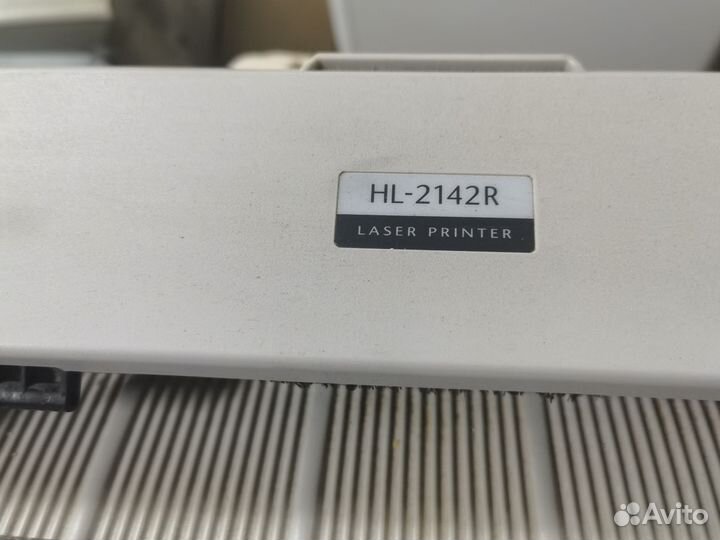 HL-2142R
LASER PRINTER
Avito